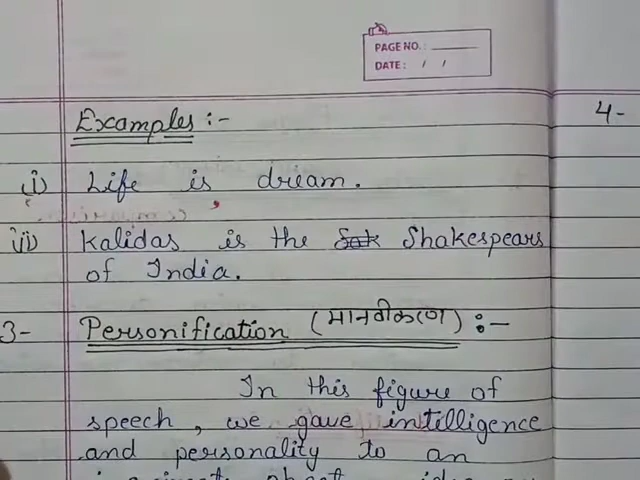 PAGE NO. :
DATE : / /
Examples :-
4-
(i) Life is dream.
(ii) Kalidas is the Shakespears
of India.
3- Personification (मानवीकरण) :-
In this figure of
speech, we gave intelligence
and personality to an